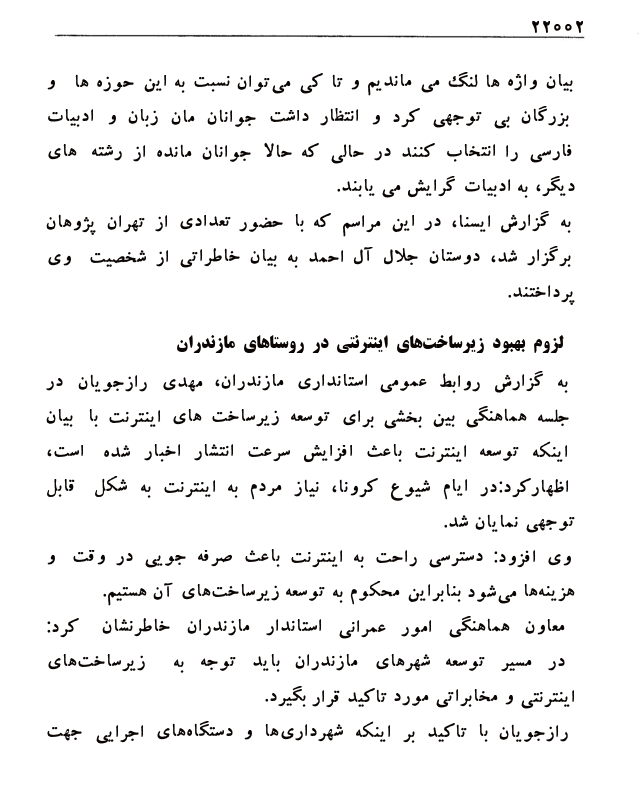 ۲۲۰۰۲
بیان واژه ها لنگ می ماندیم و تا کی می‌توان نسبت به این حوزه ها و
بزرگان بی توجهی کرد و انتظار داشت جوانان مان زبان و ادبیات
فارسی را انتخاب کنند در حالی که حالا جوانان مانده از رشته های
دیگر، به ادبیات گرایش می یابند.
به گزارش ایسنا، در این مراسم که با حضور تعدادی از تهران پژوهان
برگزار شد، دوستان جلال آل احمد به بیان خاطراتی از شخصیت وی
پرداختند.
لزوم بهبود زیرساخت‌های اینترنتی در روستاهای مازندران
به گزارش روابط عمومی استانداری مازندران، مهدی رازجویان در
جلسه هماهنگی بین بخشی برای توسعه زیرساخت های اینترنت با بیان
اینکه توسعه اینترنت باعث افزایش سرعت انتشار اخبار شده است،
اظهارکرد:در ایام شیوع کرونا، نیاز مردم به اینترنت به شکل قابل
توجهی نمایان شد.
وی افزود: دسترسی راحت به اینترنت باعث صرفه جویی در وقت و
هزینه‌ها می‌شود بنابراین محکوم به توسعه زیرساخت‌های آن هستیم.
معاون هماهنگی امور عمرانی استاندار مازندران خاطرنشان کرد:
در مسیر توسعه شهرهای مازندران باید توجه به زیرساخت‌های
اینترنتی و مخابراتی مورد تاکید قرار بگیرد.
رازجویان با تاکید بر اینکه شهرداری‌ها و دستگاه‌های اجرایی جهت